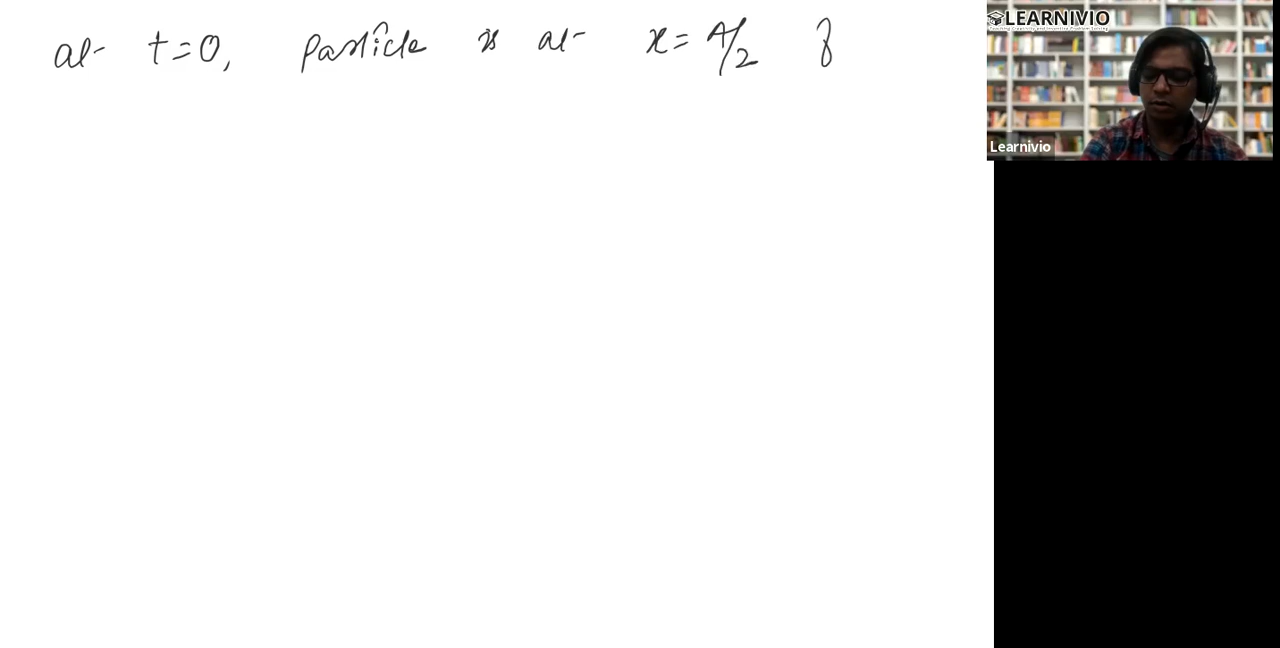 at t=0, particle is at x = A/2 &
LEARNIVIO
Learnivio